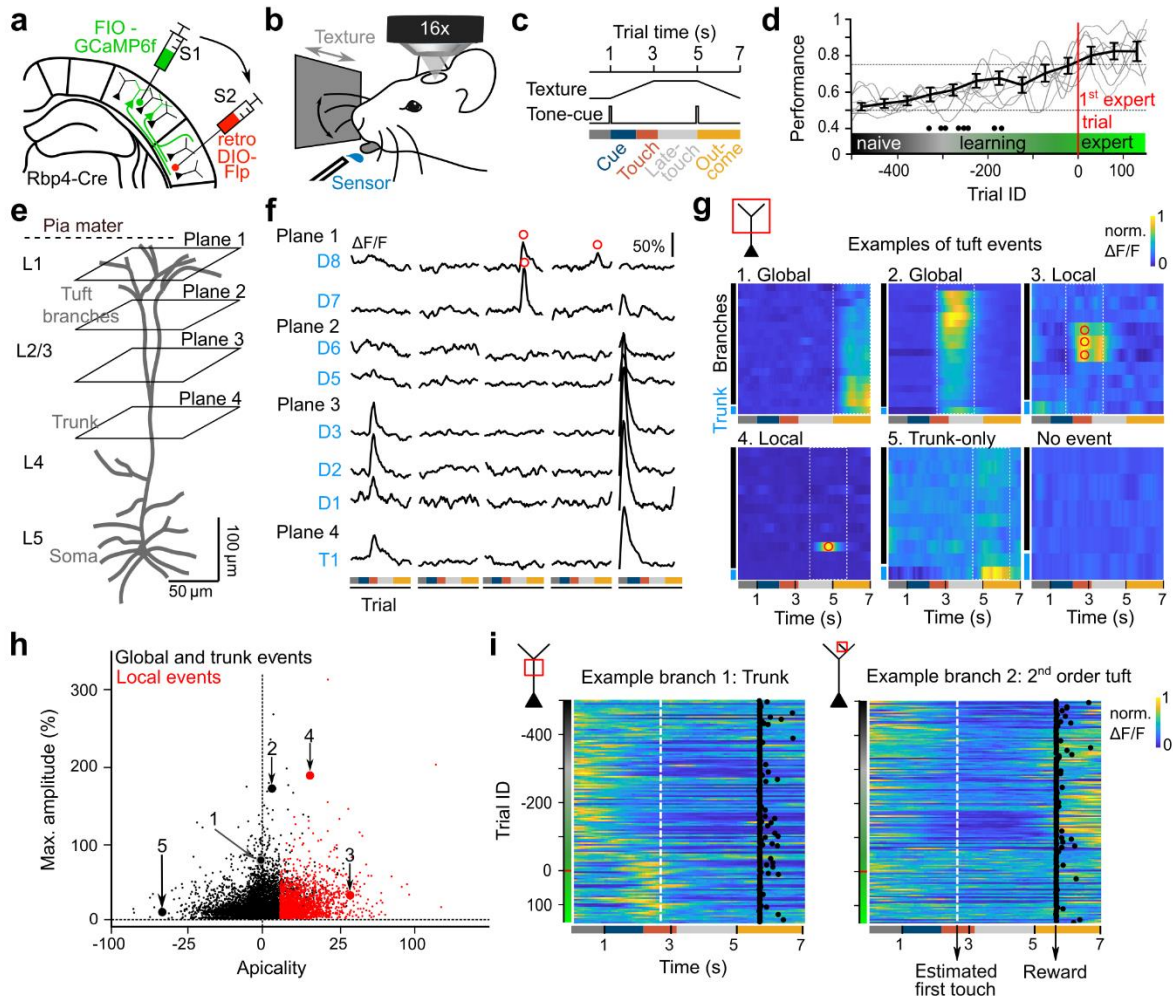 a
FIO -
GCaMP6f
S1
S2
retro
DIO-
Flp
Rbp4-Cre
b
Texture
16x
Sensor
c
Trial time (s)
1 3 5 7
Texture
Tone-cue
Cue
Touch
Late-
touch
Out-
come
d
Performance
1
0.8
0.6
0.4
1st expert
trial
naive learning expert
-400 -200 0
Trial ID
e
Pia mater
L1
Plane 1
Tuft
branches
Plane 2
L2/3
Plane 3
Plane 4
Trunk
L4
L5
Soma
100 µm
50 µm
f
Plane 1
ΔF/F
50%
D8
D7
Plane 2
D6
D5
Plane 3
D3
D2
D1
Plane 4
T1
Trial
g
Examples of tuft events
norm.
ΔF/F
1
0
1. Global
2. Global
3. Local
Branches
Trunk
4. Local
5. Trunk-only
No event
1 3 5 7
1 3 5 7
1 3 5 7
Time (s)
Time (s)
h
Global and trunk events
Local events
Max. amplitude (%)
300
200
100
0
1
2
3
4
5
-100 -25 0 25 100
Apicality
i
Example branch 1: Trunk
Example branch 2: 2nd order tuft
norm.
ΔF/F
1
0
Trial ID
-400
-200
0
100
1 3 5 7
1 3 5 7
Time (s)
Estimated
first touch
Reward